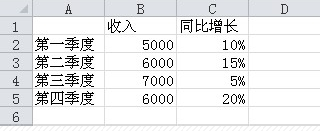 A B C D
1 收入 同比增长
2 第一季度 5000 10%
3 第二季度 6000 15%
4 第三季度 7000 5%
5 第四季度 6000 20%
6